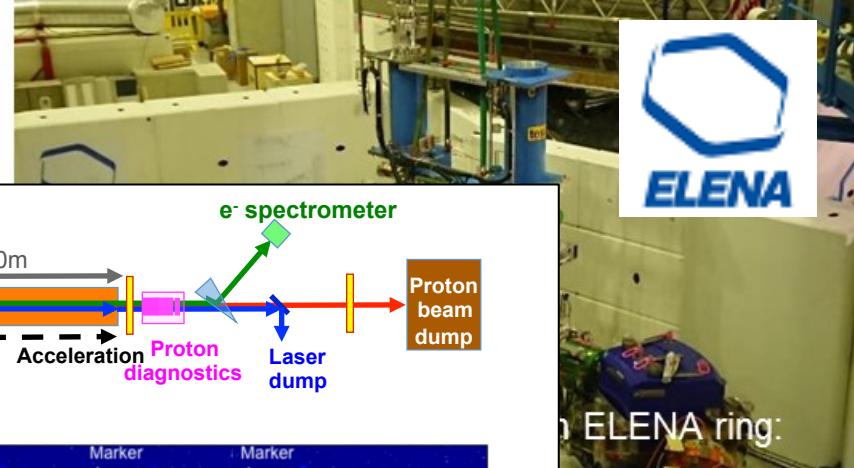 ELENA
e- spectrometer
0m
Proton
beam
dump
Acceleration
Proton
diagnostics
Laser
dump
ELENA ring:
Marker Marker